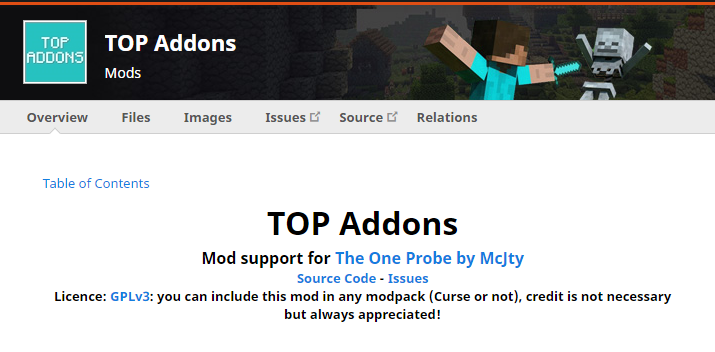 TOP
ADDONS
TOP Addons
Mods
Overview Files Images Issues Source Relations
Table of Contents
TOP Addons
Mod support for The One Probe by McJty
Source Code - Issues
Licence: GPLv3: you can include this mod in any modpack (Curse or not), credit is not necessary
but always appreciated!